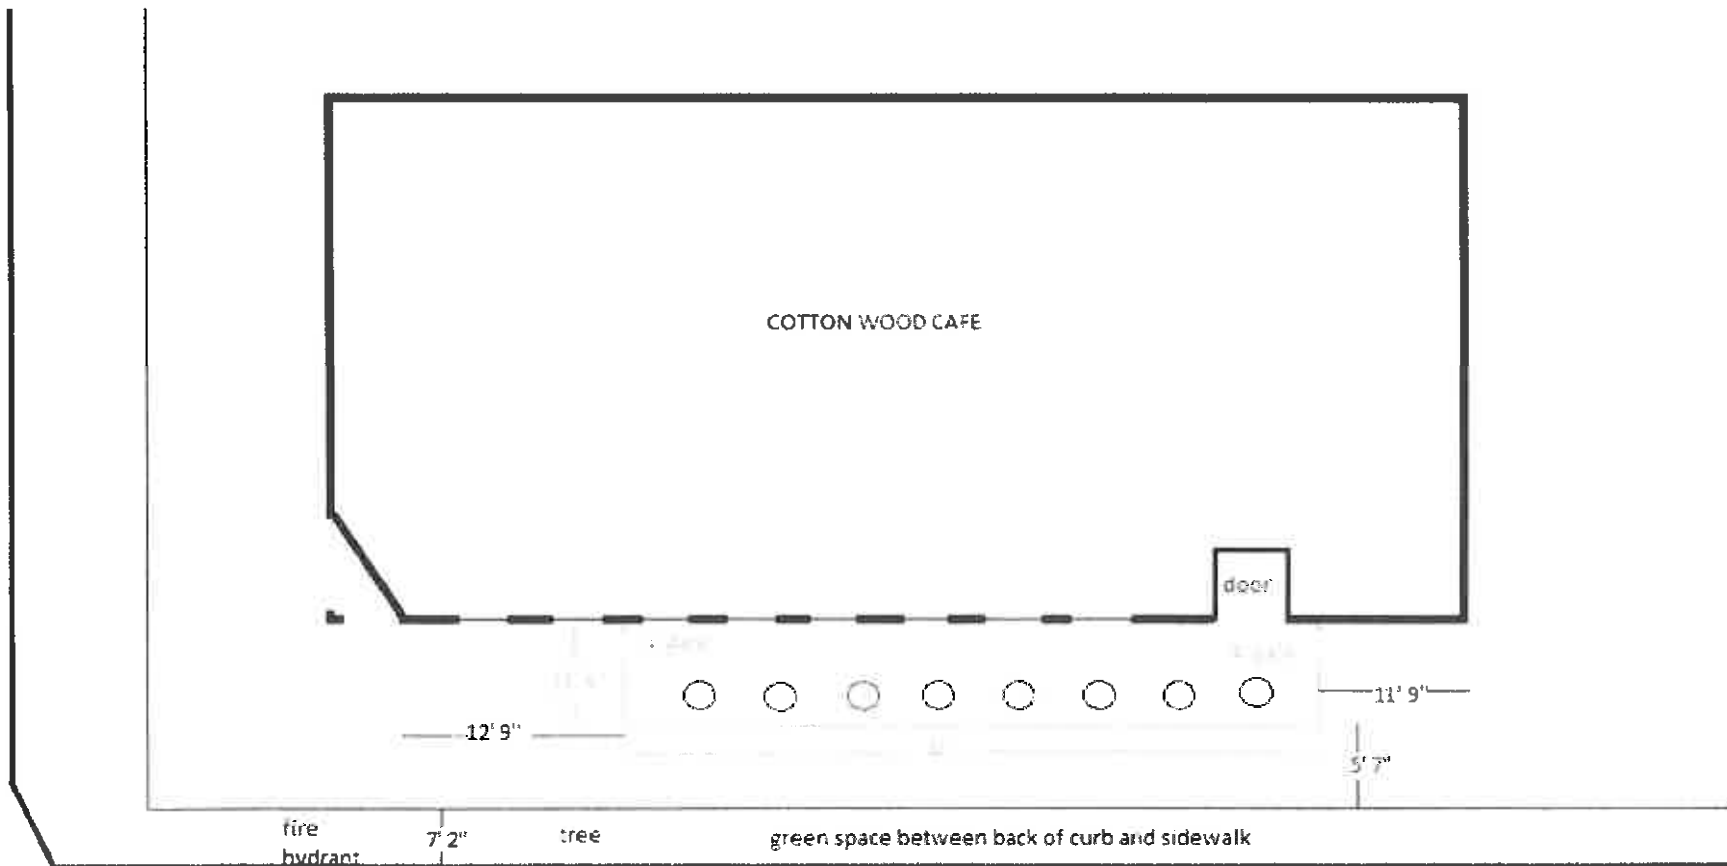 COTTON WOOD CAFE
door
12' 9"
11' 9"
5' 7"
fire
hydrant
7' 2"
tree
green space between back of curb and sidewalk